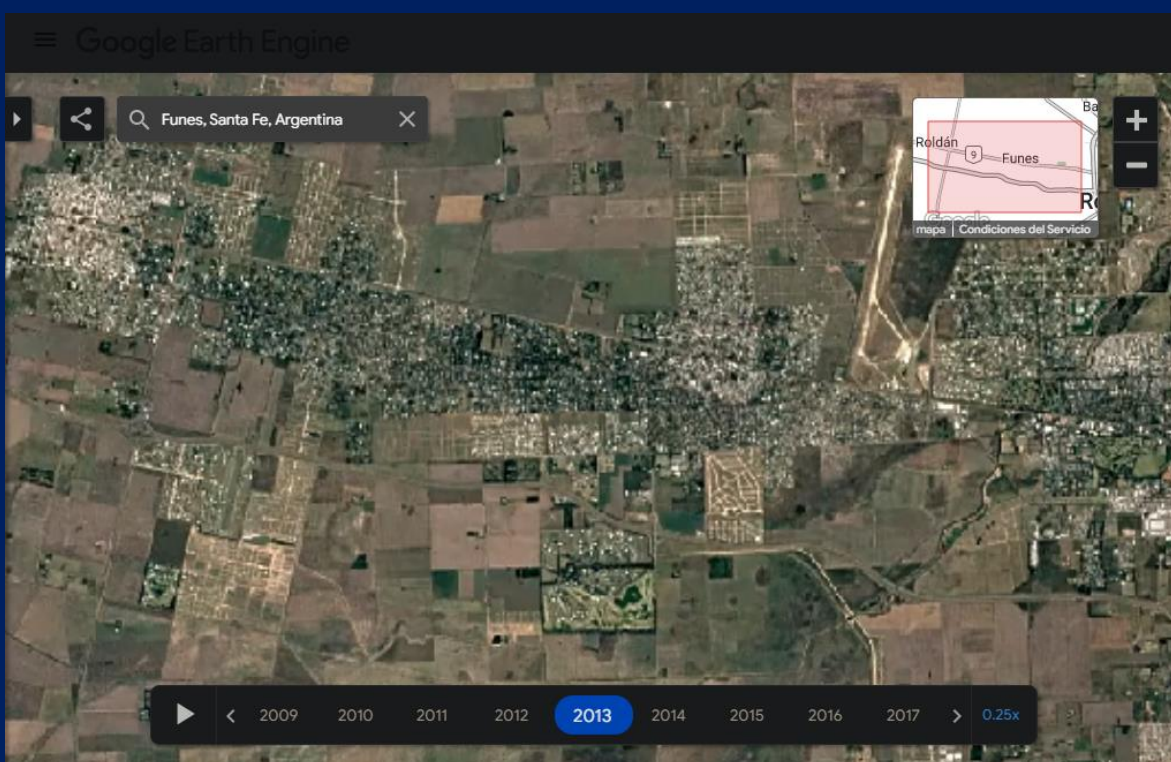 Google Earth Engine
Funes, Santa Fe, Argentina
Ba
Roldán
9
Funes
R
Google
mapa
Condiciones del Servicio
2009
2010
2011
2012
2013
2014
2015
2016
2017
0.25x